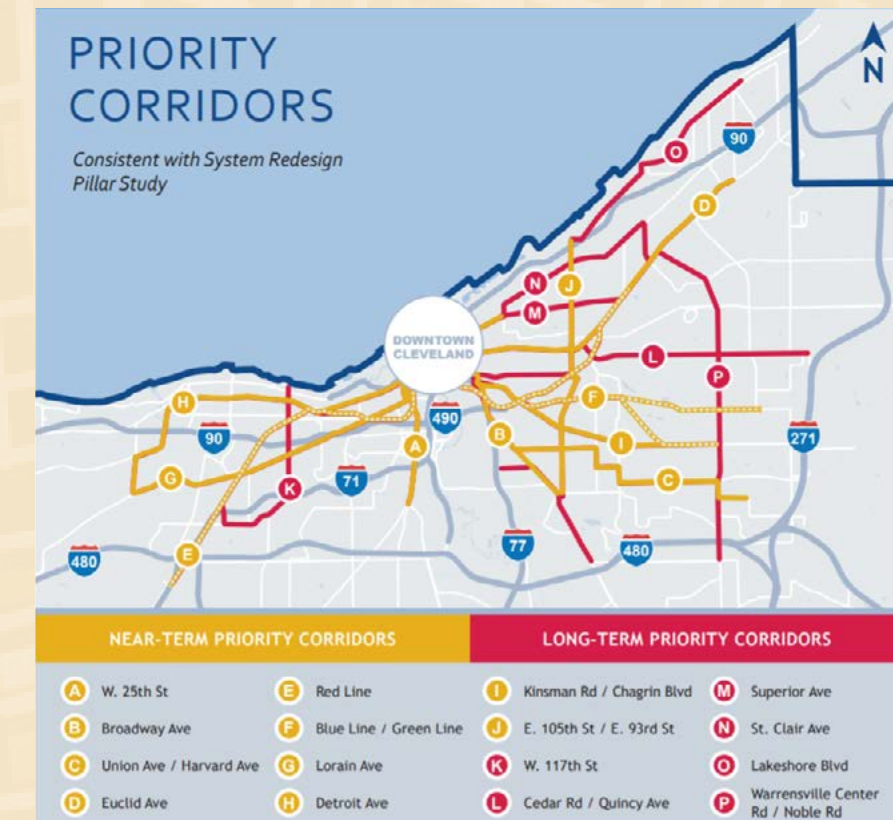 PRIORITY
CORRIDORS
Consistent with System Redesign
Pillar Study
N
90
O
D
N
J
M
DOWNTOWN
CLEVELAND
L
P
H
F
490
B
A
I
90
271
G
71
C
K
E
77
480
480
NEAR-TERM PRIORITY CORRIDORS
LONG-TERM PRIORITY CORRIDORS
A W. 25th St
B Broadway Ave
C Union Ave / Harvard Ave
D Euclid Ave
E Red Line
F Blue Line / Green Line
G Lorain Ave
H Detroit Ave
I Kinsman Rd / Chagrin Blvd
J E. 105th St / E. 93rd St
K W. 117th St
L Cedar Rd / Quincy Ave
M Superior Ave
N St. Clair Ave
O Lakeshore Blvd
P Warrensville Center
Rd / Noble Rd